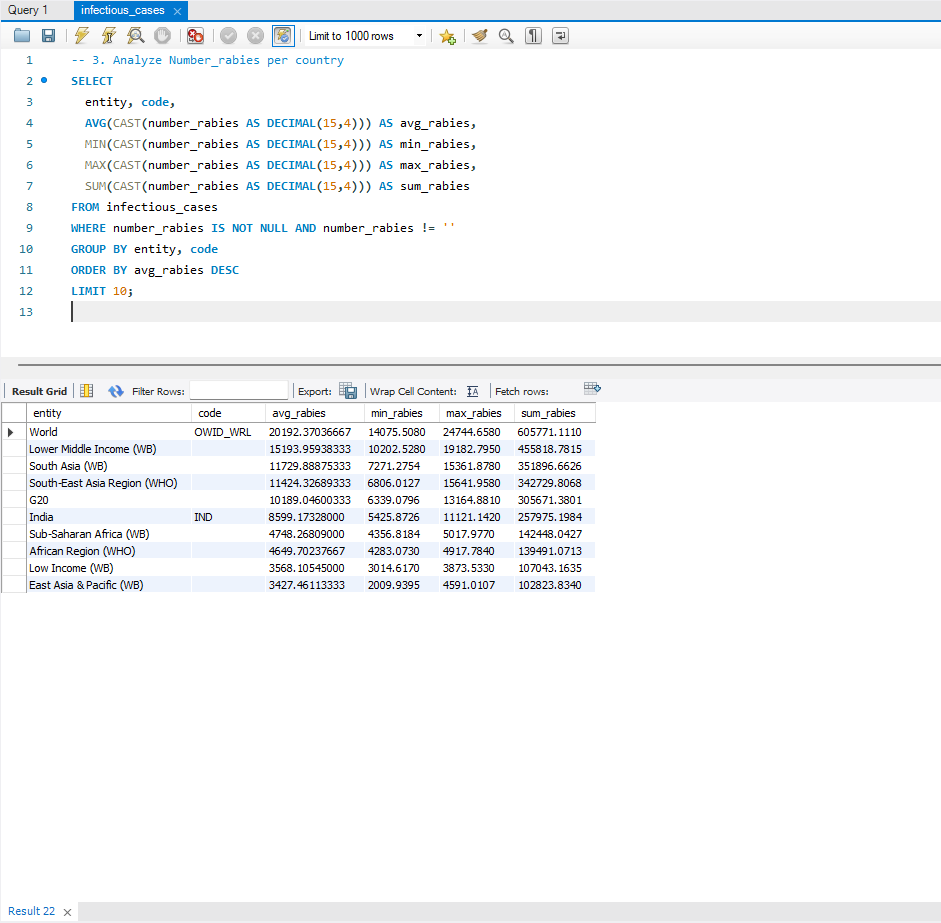 Query 1 infectious_cases
Limit to 1000 rows
1 -- 3. Analyze Number_rabies per country
2 SELECT
3 entity, code,
4 AVG(CAST(number_rabies AS DECIMAL(15,4))) AS avg_rabies,
5 MIN(CAST(number_rabies AS DECIMAL(15,4))) AS min_rabies,
6 MAX(CAST(number_rabies AS DECIMAL(15,4))) AS max_rabies,
7 SUM(CAST(number_rabies AS DECIMAL(15,4))) AS sum_rabies
8 FROM infectious_cases
9 WHERE number_rabies IS NOT NULL AND number_rabies != ''
10 GROUP BY entity, code
11 ORDER BY avg_rabies DESC
12 LIMIT 10;
13
Result Grid Filter Rows: Export: Wrap Cell Content: Fetch rows:
entity code avg_rabies min_rabies max_rabies sum_rabies
World OWID_WRL 20192.37036667 14075.5080 24744.6580 605771.1110
Lower Middle Income (WB) 15193.95938333 10202.5280 19182.7950 455818.7815
South Asia (WB) 11729.88875333 7271.2754 15361.8780 351896.6626
South-East Asia Region (WHO) 11424.32689333 6806.0127 15641.9580 342729.8068
G20 10189.04600333 6339.0796 13164.8810 305671.3801
India IND 8599.17328000 5425.8726 11121.1420 257975.1984
Sub-Saharan Africa (WB) 4748.26809000 4356.8184 5017.9770 142448.0427
African Region (WHO) 4649.70237667 4283.0730 4917.7840 139491.0713
Low Income (WB) 3568.10545000 3014.6170 3873.5330 107043.1635
East Asia & Pacific (WB) 3427.46113333 2009.9395 4591.0107 102823.8340
Result 22